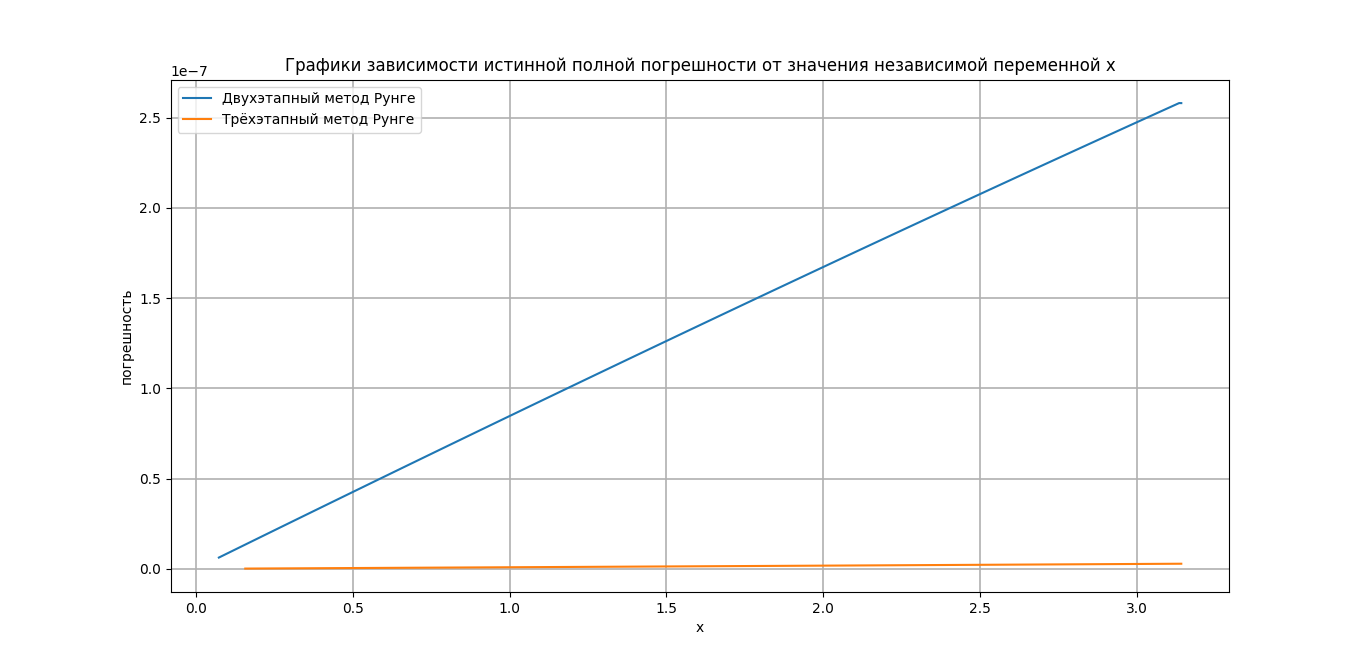 Графики зависимости истинной полной погрешности от значения независимой переменной x
1e−7
Двухэтапный метод Рунге
Трёхэтапный метод Рунге
2.5
2.0
1.5
1.0
0.5
0.0
погрешность
0.0 0.5 1.0 1.5 2.0 2.5 3.0
x